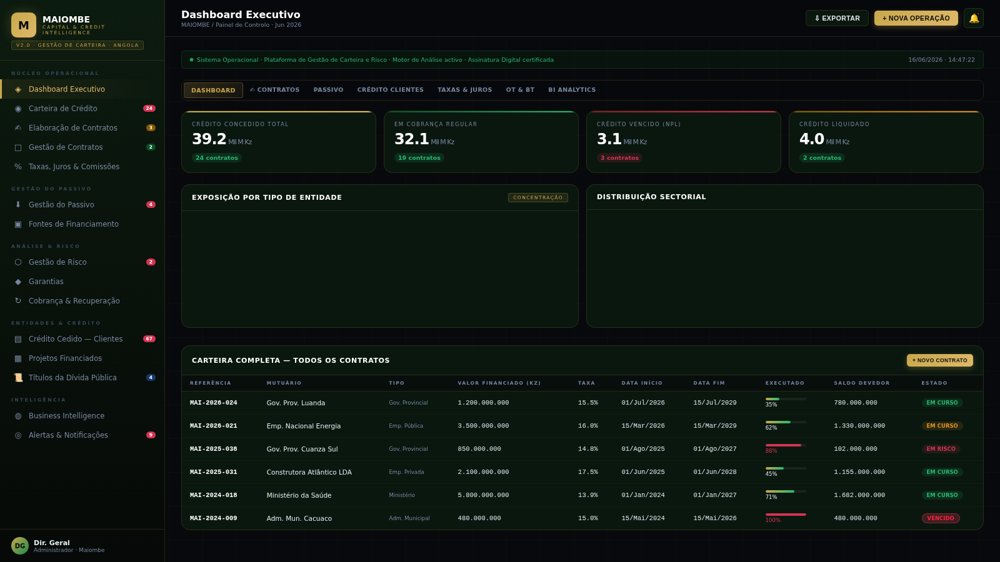 M
MAIOMBE
CAPITAL & CREDIT
INTELLIGENCE
V2.0 · GESTÃO DE CARTEIRA · ANGOLA
NÚCLEO OPERACIONAL
Dashboard Executivo
Carteira de Crédito 24
Elaboração de Contratos 3
Gestão de Contratos 2
% Taxas, Juros & Comissões
GESTÃO DO PASSIVO
Gestão do Passivo 4
Fontes de Financiamento
ANÁLISE & RISCO
Gestão de Risco 2
Garantias
Cobrança & Recuperação
ENTIDADES & CRÉDITO
Crédito Cedido — Clientes 67
Projetos Financiados
Títulos da Dívida Pública 4
INTELIGÊNCIA
Business Intelligence
Alertas & Notificações 9
DG
Dir. Geral
Administrador · Maiombe
Dashboard Executivo
MAIOMBE / Painel de Controlo · Jun 2026
⇩ EXPORTAR
+ NOVA OPERAÇÃO
Sistema Operacional · Plataforma de Gestão de Carteira e Risco · Motor de Análise activo · Assinatura Digital certificada
16/06/2026 · 14:47:22
DASHBOARD ✍ CONTRATOS PASSIVO CRÉDITO CLIENTES TAXAS & JUROS OT & BT BI ANALYTICS
CRÉDITO CONCEDIDO TOTAL
39.2 Mil M Kz
24 contratos
EM COBRANÇA REGULAR
32.1 Mil M Kz
19 contratos
CRÉDITO VENCIDO (NPL)
3.1 Mil M Kz
3 contratos
CRÉDITO LIQUIDADO
4.0 Mil M Kz
2 contratos
EXPOSIÇÃO POR TIPO DE ENTIDADE
CONCENTRAÇÃO
DISTRIBUIÇÃO SECTORIAL
CARTEIRA COMPLETA — TODOS OS CONTRATOS
+ NOVO CONTRATO
REFERÊNCIA MUTUÁRIO TIPO VALOR FINANCIADO (KZ) TAXA DATA INÍCIO DATA FIM EXECUTADO SALDO DEVEDOR ESTADO
MAI-2026-024 Gov. Prov. Luanda Gov. Provincial 1.200.000.000 15.5% 01/Jul/2026 15/Jul/2029 35% 780.000.000 EM CURSO
MAI-2026-021 Emp. Nacional Energia Emp. Pública 3.500.000.000 16.0% 15/Mar/2026 15/Mar/2029 62% 1.330.000.000 EM CURSO
MAI-2025-038 Gov. Prov. Cuanza Sul Gov. Provincial 850.000.000 14.8% 01/Ago/2025 01/Ago/2027 88% 102.000.000 EM RISCO
MAI-2025-031 Construtora Atlântico LDA Emp. Privada 2.100.000.000 17.5% 01/Jun/2025 01/Jun/2028 45% 1.155.000.000 EM CURSO
MAI-2024-018 Ministério da Saúde Ministério 5.800.000.000 13.9% 01/Jan/2024 01/Jan/2027 71% 1.682.000.000 EM CURSO
MAI-2024-009 Adm. Mun. Cacuaco Adm. Municipal 480.000.000 15.0% 15/Mai/2024 15/Mai/2026 100% 480.000.000 VENCIDO